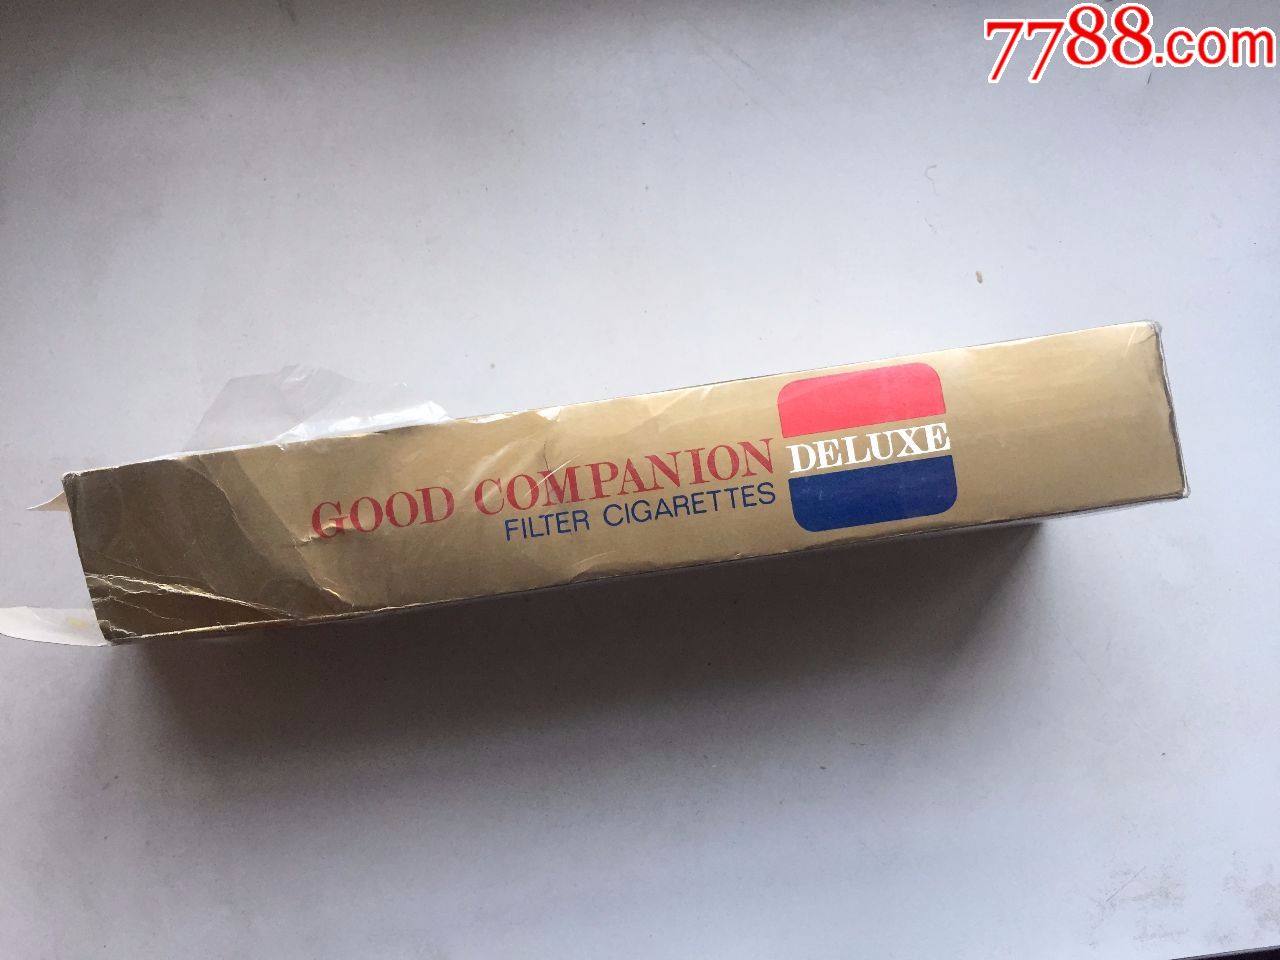 7788.com
GOOD COMPANION DELUXE
FILTER CIGARETTES